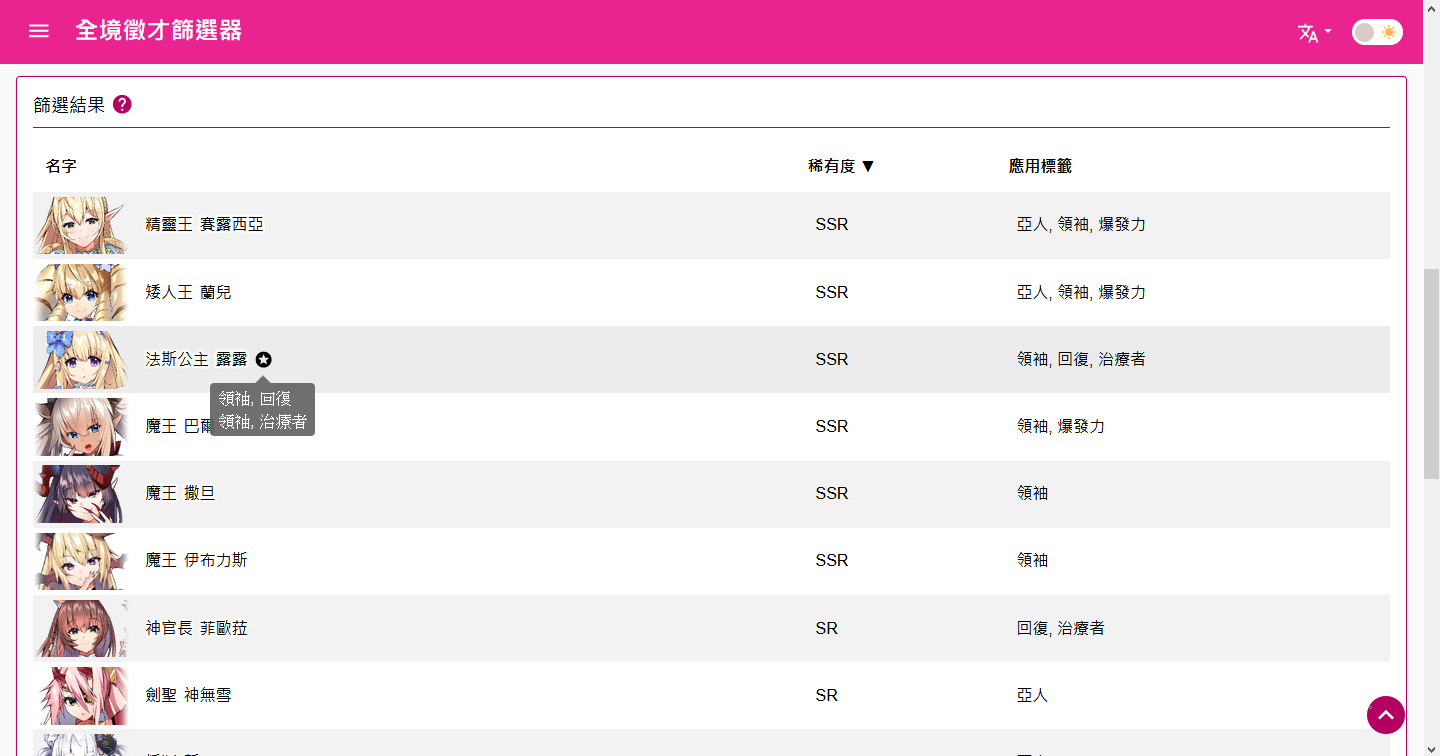 全境徵才篩選器
篩選結果
名字 稀有度 ▼ 應用標籤
精靈王 賽露西亞 SSR 亞人, 領袖, 爆發力
矮人王 蘭兒 SSR 亞人, 領袖, 爆發力
法斯公主 露露 SSR 領袖, 回復, 治療者
領袖, 回復
領袖, 治療者
魔王 巴爾 SSR 領袖, 爆發力
魔王 撒旦 SSR 領袖
魔王 伊布力斯 SSR 領袖
神官長 菲歐菈 SR 回復, 治療者
劍聖 神無雪 SR 亞人